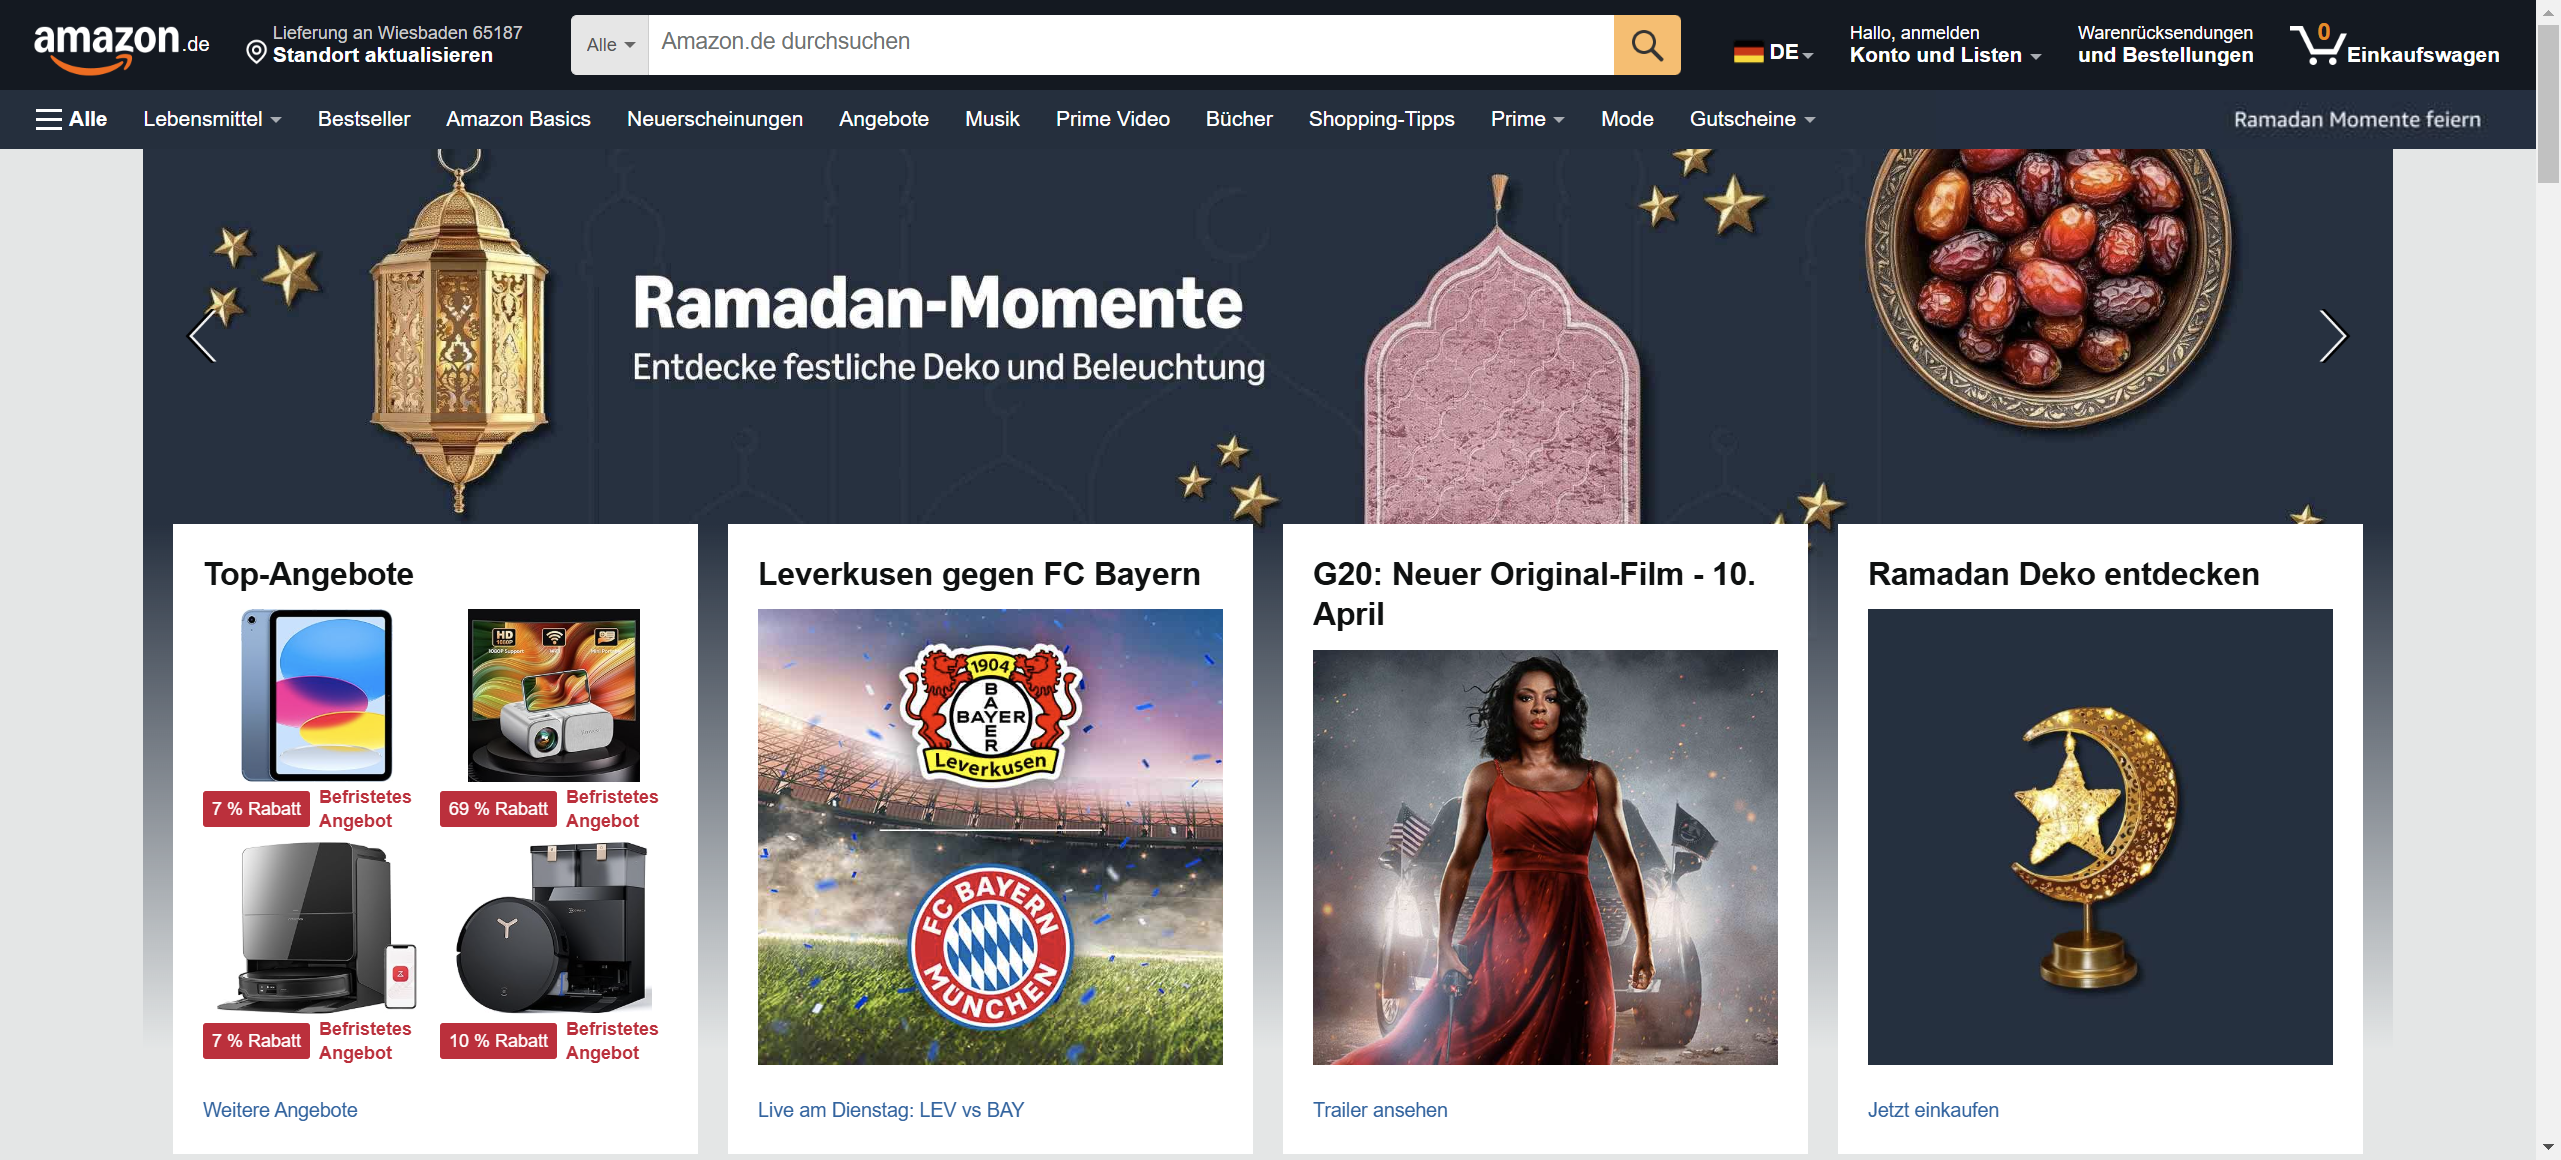 amazon.de
Lieferung an Wiesbaden 65187
Standort aktualisieren
Alle
Amazon.de durchsuchen
DE
Hallo, anmelden
Konto und Listen
Warenrücksendungen
und Bestellungen
0
Einkaufswagen
Alle
Lebensmittel
Bestseller
Amazon Basics
Neuerscheinungen
Angebote
Musik
Prime Video
Bücher
Shopping-Tipps
Prime
Mode
Gutscheine
Ramadan Momente feiern
Ramadan-Momente
Entdecke festliche Deko und Beleuchtung
Top-Angebote
HD
1080P
1080P Support
7 % Rabatt
Befristetes
Angebot
69 % Rabatt
Befristetes
Angebot
7 % Rabatt
Befristetes
Angebot
10 % Rabatt
Befristetes
Angebot
Weitere Angebote
Leverkusen gegen FC Bayern
1904
BAYER
BAYER
Leverkusen
FC BAYERN
MÜNCHEN
Live am Dienstag: LEV vs BAY
G20: Neuer Original-Film - 10.
April
Trailer ansehen
Ramadan Deko entdecken
Jetzt einkaufen